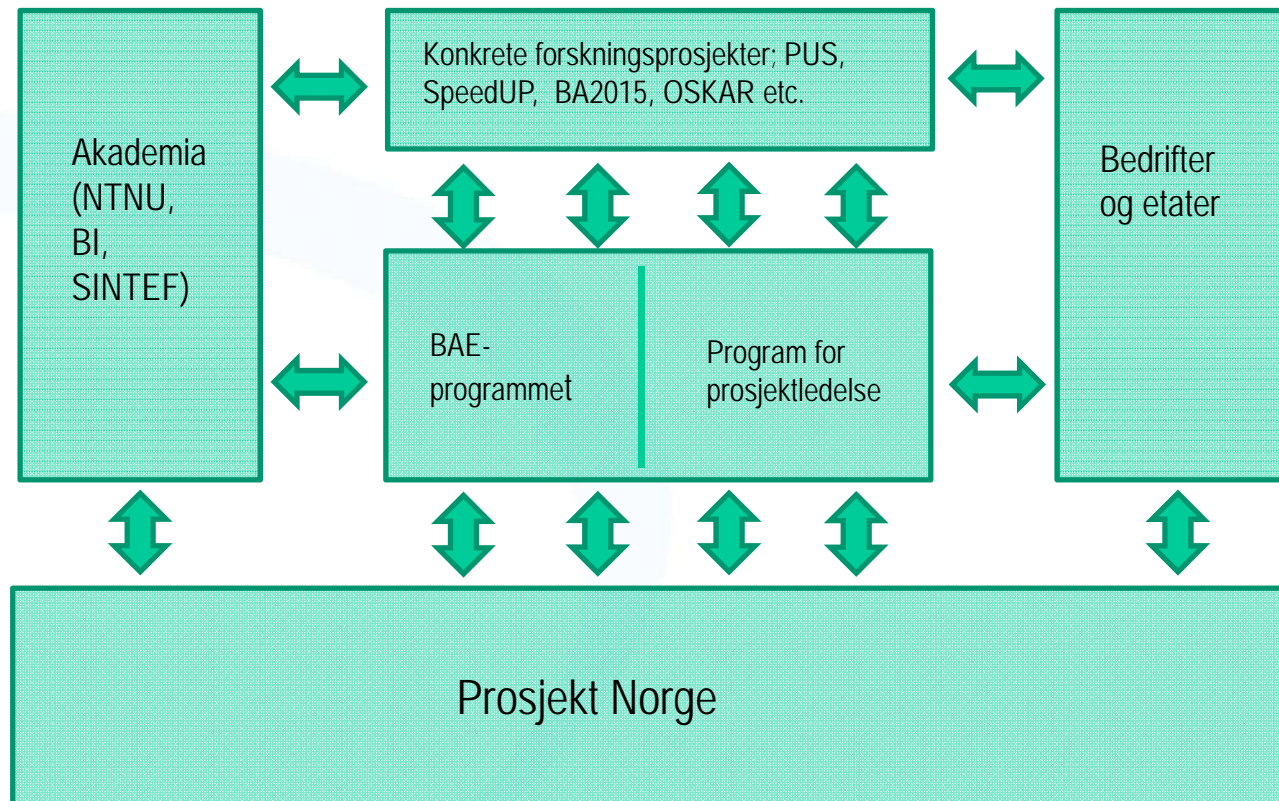 Konkrete forskningsprosjekter; PUS,
SpeedUP, BA2015, OSKAR etc.
Akademia
(NTNU,
BI,
SINTEF)
Bedrifter
og etater
BAE-
programmet
Program for
prosjektledelse
Prosjekt Norge